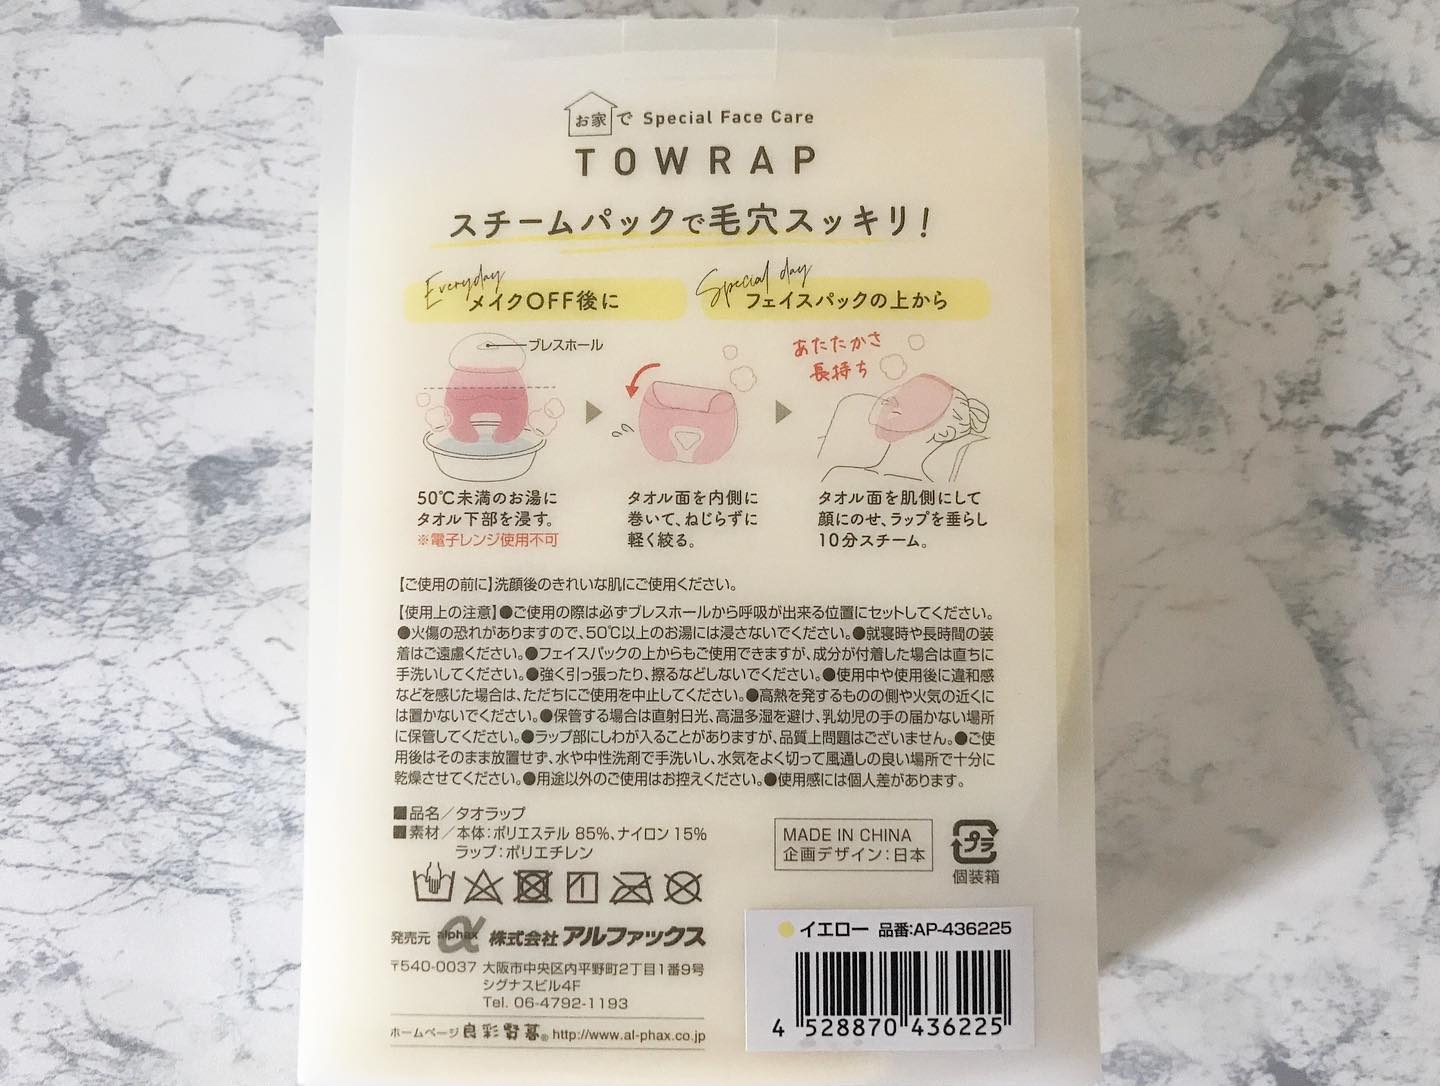 お家で Special Face Care
TOWRAP
スチームパックで毛穴スッキリ!
Everyday
メイクOFF後に
Special day
フェイスパックの上から
ブレスホール
あたたかさ
長持ち
50℃未満のお湯に
タオル下部を浸す。
※電子レンジ使用不可
タオル面を内側に
巻いて、ねじらずに
軽く絞る。
タオル面を肌側にして
顔にのせ、ラップを垂らし
10分スチーム。
【ご使用の前に】洗顔後のきれいな肌にご使用ください。
【使用上の注意】●ご使用の際は必ずブレスホールから呼吸が出来る位置にセットしてください。
●火傷の恐れがありますので、50℃以上のお湯には浸さないでください。●就寝時や長時間の装
着はご遠慮ください。●フェイスパックの上からもご使用できますが、成分が付着した場合は直ちに
手洗いしてください。●強く引っ張ったり、擦るなどしないでください。●使用中や使用後に違和感
などを感じた場合は、ただちにご使用を中止してください。●高熱を発するものの側や火気の近くに
は置かないでください。●保管する場合は直射日光、高温多湿を避け、乳幼児の手の届かない場所
に保管してください。●ラップ部にしわが入ることがありますが、品質上問題はございません。●ご使
用後はそのまま放置せず、水や中性洗剤で手洗いし、水気をよく切って風通しの良い場所で十分に
乾燥させてください。●用途以外のご使用はお控えください。●使用感には個人差があります。
■品名/タオラップ
■素材/本体:ポリエステル 85%、ナイロン 15%
ラップ:ポリエチレン
MADE IN CHINA
企画デザイン:日本
プラ
個装箱
発売元 alphax 株式会社 アルファックス
〒540-0037 大阪市中央区内平野町2丁目1番9号
シグナスビル4F
Tel. 06-4792-1193
ホームページ 良彩賢暮® http://www.al-phax.co.jp
イエロー 品番:AP-436225
4 528870 436225